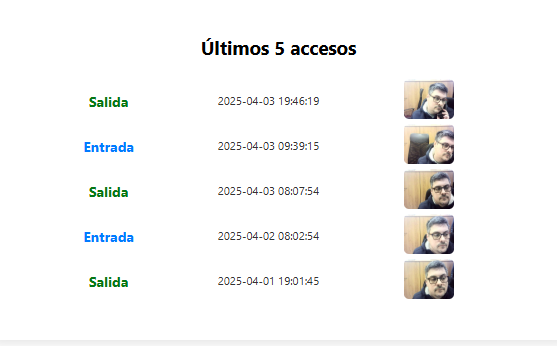 Últimos 5 accesos
Salida 2025-04-03 19:46:19
Entrada 2025-04-03 09:39:15
Salida 2025-04-03 08:07:54
Entrada 2025-04-02 08:02:54
Salida 2025-04-01 19:01:45